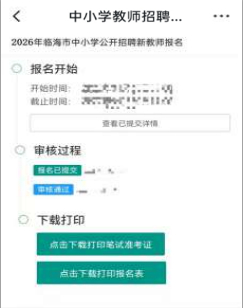 中小学教师招聘...
2026年临海市中小学公开招聘新教师报名
报名开始
开始时间:
截止时间:
查看已提交详情
审核过程
报名已提交
审核通过
下载打印
点击下载打印笔试准考证
点击下载打印报名表